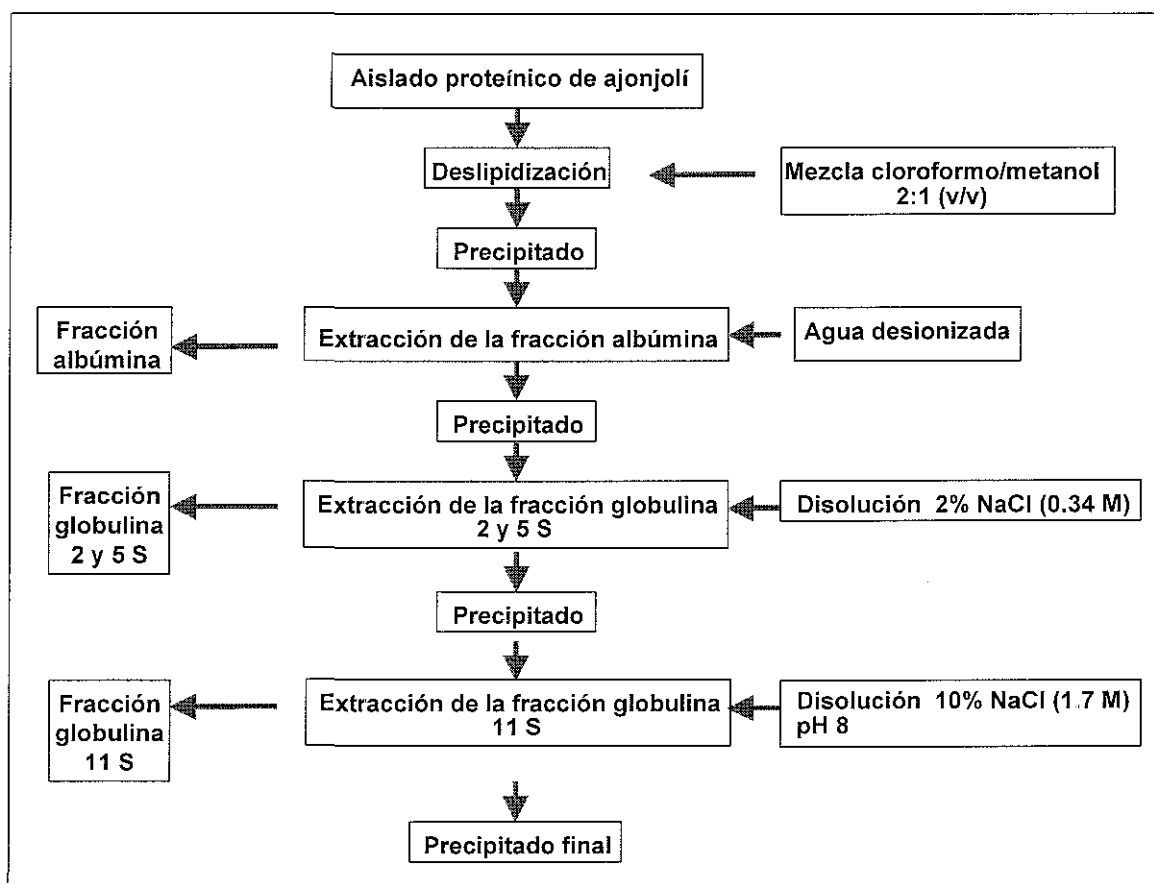 Aislado proteínico de ajonjolí
Deslipidización
Mezcla cloroformo/metanol
2:1 (v/v)
Precipitado
Fracción
albúmina
Extracción de la fracción albúmina
Agua desionizada
Precipitado
Fracción
globulina
2 y 5 S
Extracción de la fracción globulina
2 y 5 S
Disolución 2% NaCl (0.34 M)
Precipitado
Fracción
globulina
11 S
Extracción de la fracción globulina
11 S
Disolución 10% NaCl (1.7 M)
pH 8
Precipitado final